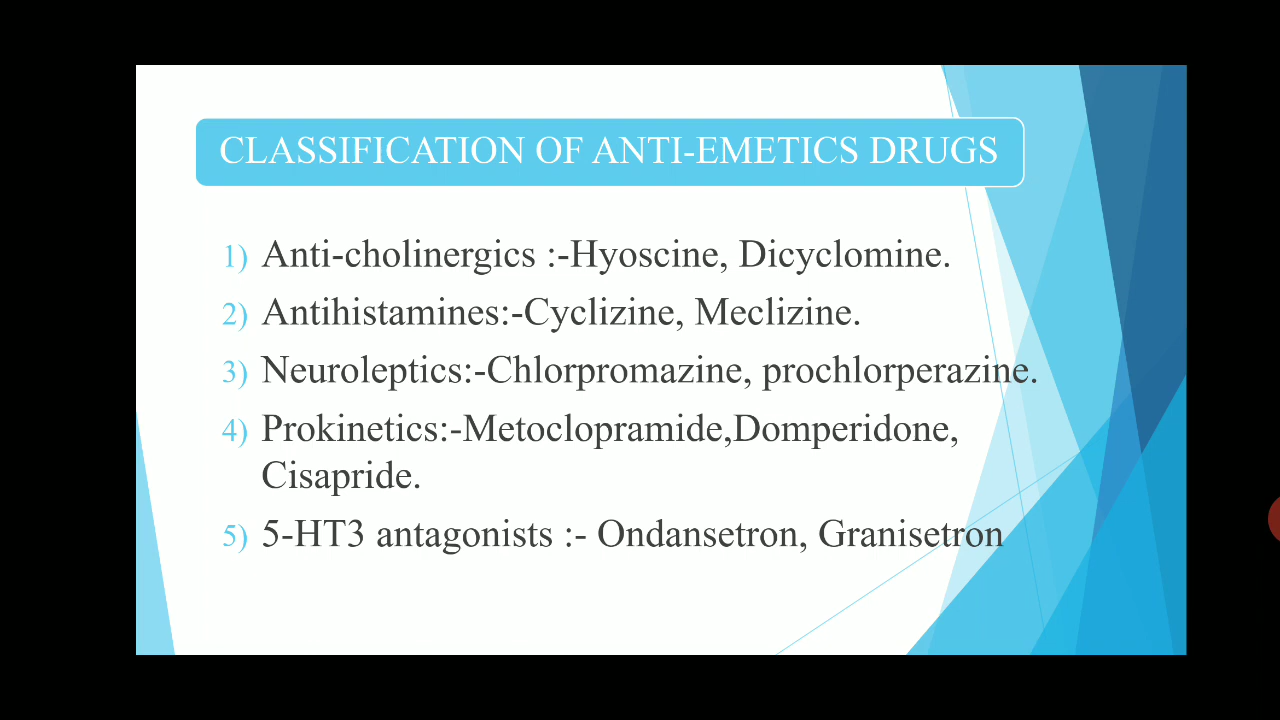 CLASSIFICATION OF ANTI-EMETICS DRUGS
1) Anti-cholinergics :-Hyoscine, Dicyclomine.
2) Antihistamines:-Cyclizine, Meclizine.
3) Neuroleptics:-Chlorpromazine, prochlorperazine.
4) Prokinetics:-Metoclopramide,Domperidone,
Cisapride.
5) 5-HT3 antagonists :- Ondansetron, Granisetron